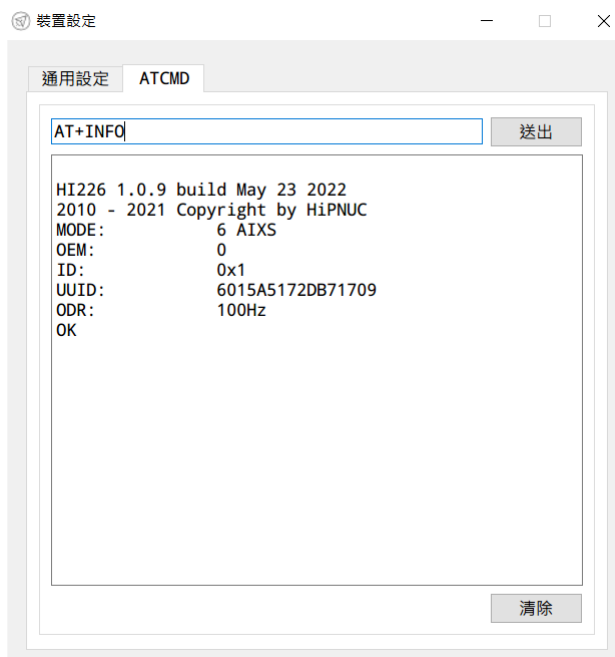 裝置設定
通用設定 ATCMD
AT+INFO 送出
HI226 1.0.9 build May 23 2022
2010 - 2021 Copyright by HiPNUC
MODE: 6 AIXS
OEM: 0
ID: 0x1
UUID: 6015A5172DB71709
ODR: 100Hz
OK
清除